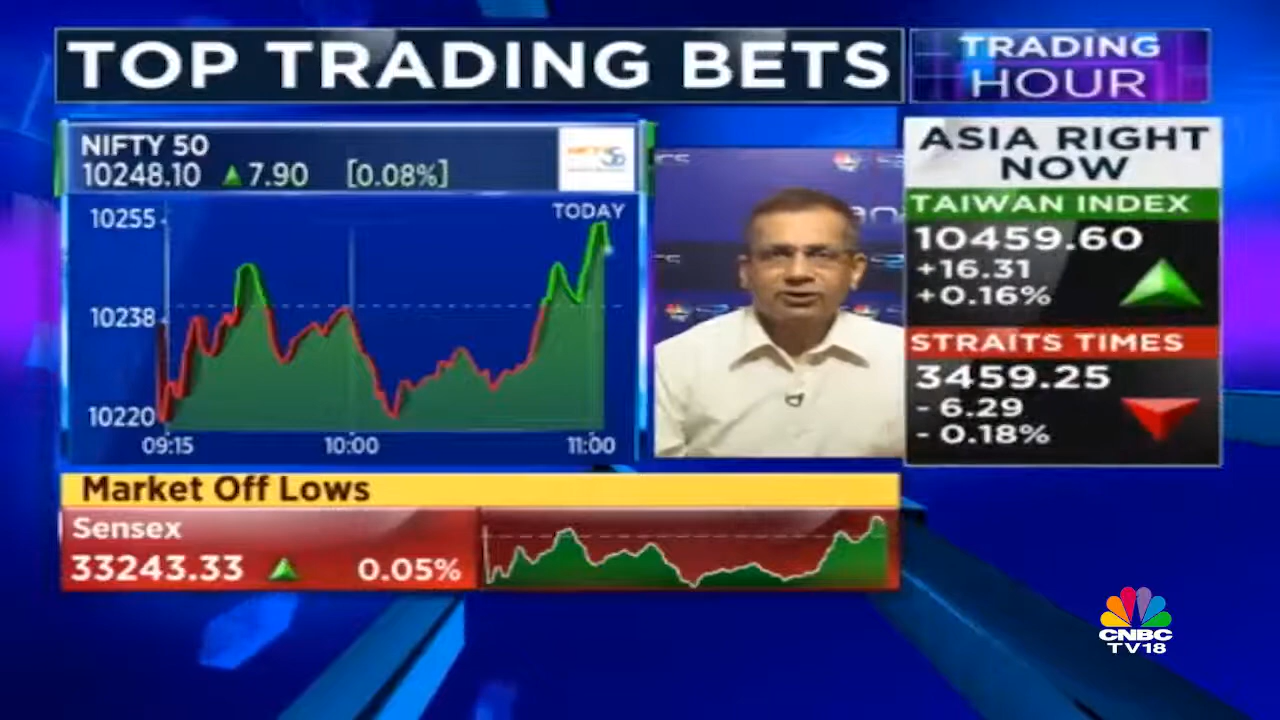 TOP TRADING BETS
TRADING
HOUR
NIFTY 50
10248.10 ▲ 7.90 [0.08%]
TODAY
10255
10238
10220
09:15 10:00 11:00
ASIA RIGHT
NOW
TAIWAN INDEX
10459.60
+16.31
+0.16%
STRAITS TIMES
3459.25
- 6.29
- 0.18%
Market Off Lows
Sensex
33243.33 ▲ 0.05%
CNBC
TV18